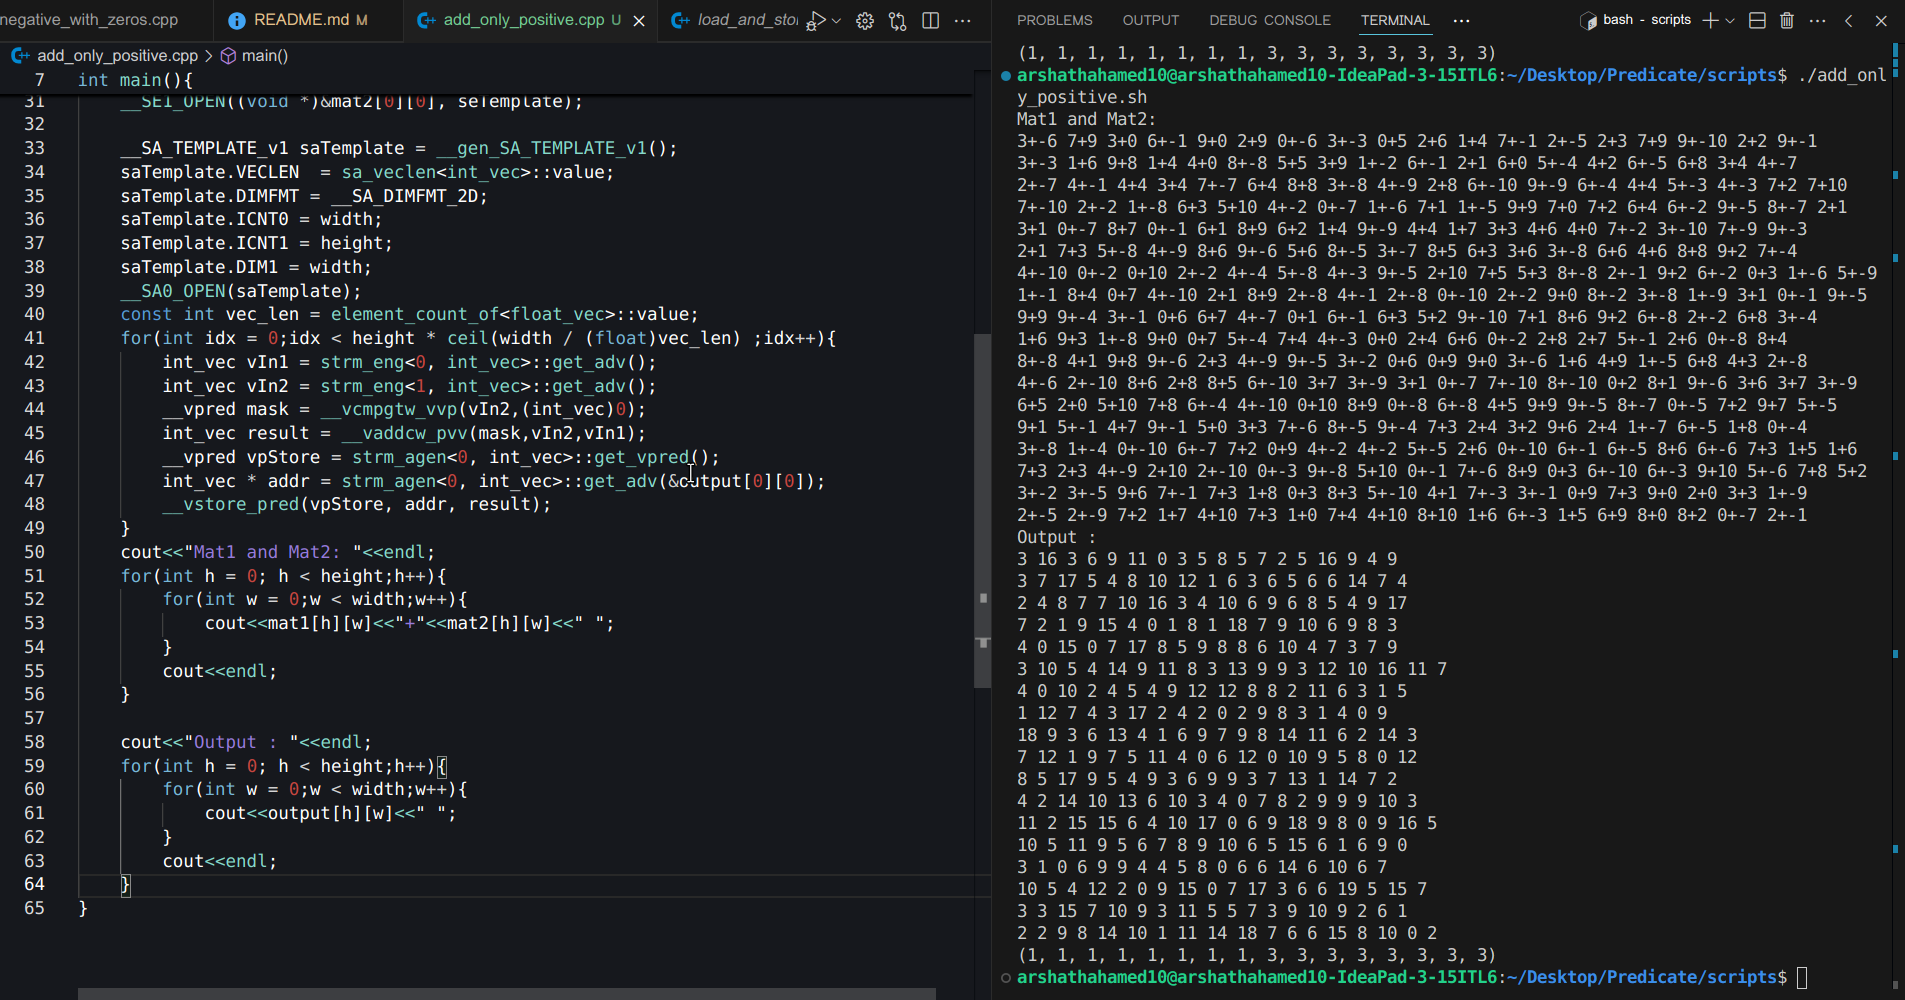 negative_with_zeros.cpp
README.md M
add_only_positive.cpp U
load_and_sto
add_only_positive.cpp > main()
7 int main(){
31 __SE1_OPEN((void *)&mat2[0][0], seTemplate);
32
33 __SA_TEMPLATE_v1 saTemplate = __gen_SA_TEMPLATE_v1();
34 saTemplate.VECLEN  = sa_veclen<int_vec>::value;
35 saTemplate.DIMFMT = __SA_DIMFMT_2D;
36 saTemplate.ICNT0 = width;
37 saTemplate.ICNT1 = height;
38 saTemplate.DIM1 = width;
39 __SA0_OPEN(saTemplate);
40 const int vec_len = element_count_of<float_vec>::value;
41 for(int idx = 0;idx < height * ceil(width / (float)vec_len) ;idx++){
42 int_vec vIn1 = strm_eng<0, int_vec>::get_adv();
43 int_vec vIn2 = strm_eng<1, int_vec>::get_adv();
44 __vpred mask = __vcmpgtw_vvp(vIn2,(int_vec)0);
45 int_vec result = __vaddcw_pvv(mask,vIn2,vIn1);
46 __vpred vpStore = strm_agen<0, int_vec>::get_vpred();
47 int_vec * addr = strm_agen<0, int_vec>::get_adv(&output[0][0]);
48 __vstore_pred(vpStore, addr, result);
49 }
50 cout<<"Mat1 and Mat2: "<<endl;
51 for(int h = 0; h < height;h++){
52 for(int w = 0;w < width;w++){
53 cout<<mat1[h][w]<<"+"<<mat2[h][w]<<" ";
54 }
55 cout<<endl;
56 }
57
58 cout<<"Output : "<<endl;
59 for(int h = 0; h < height;h++){
60 for(int w = 0;w < width;w++){
61 cout<<output[h][w]<<" ";
62 }
63 cout<<endl;
64 }
65 }
PROBLEMS OUTPUT DEBUG CONSOLE TERMINAL ··· bash - scripts
(1, 1, 1, 1, 1, 1, 1, 1, 3, 3, 3, 3, 3, 3, 3, 3)
arshathahamed10@arshathahamed10-IdeaPad-3-15ITL6:~/Desktop/Predicate/scripts$ ./add_onl
y_positive.sh
Mat1 and Mat2:
3+-6 7+9 3+0 6+-1 9+0 2+9 0+-6 3+-3 0+5 2+6 1+4 7+-1 2+-5 2+3 7+9 9+-10 2+2 9+-1
3+-3 1+6 9+8 1+4 4+0 8+-8 5+5 3+9 1+-2 6+-1 2+1 6+0 5+-4 4+2 6+-5 6+8 3+4 4+-7
2+-7 4+-1 4+4 3+4 7+-7 6+4 8+8 3+-8 4+-9 2+8 6+-10 9+-9 6+-4 4+4 5+-3 4+-3 7+2 7+10
7+-10 2+-2 1+-8 6+3 5+10 4+-2 0+-7 1+-6 7+1 1+-5 9+9 7+0 7+2 6+4 6+-2 9+-5 8+-7 2+1
3+1 0+-7 8+7 0+-1 6+1 8+9 6+2 1+4 9+-9 4+4 1+7 3+3 4+6 4+0 7+-2 3+-10 7+-9 9+-3
2+1 7+3 5+-8 4+-9 8+6 9+-6 5+6 8+-5 3+-7 8+5 6+3 3+6 3+-8 6+6 4+6 8+8 9+2 7+-4
4+-10 0+-2 0+10 2+-2 4+-4 5+-8 4+-3 9+-5 2+10 7+5 5+3 8+-8 2+-1 9+2 6+-2 0+3 1+-6 5+-9
1+-1 8+4 0+7 4+-10 2+1 8+9 2+-8 4+-1 2+-8 0+-10 2+-2 9+0 8+-2 3+-8 1+-9 3+1 0+-1 9+-5
9+9 9+-4 3+-1 0+6 6+7 4+-7 0+1 6+-1 6+3 5+2 9+-10 7+1 8+6 9+2 6+-8 2+-2 6+8 3+-4
1+6 9+3 1+-8 9+0 0+7 5+-4 7+4 4+-3 0+0 2+4 6+6 0+-2 2+8 2+7 5+-1 2+6 0+-8 8+4
8+-8 4+1 9+8 9+-6 2+3 4+-9 9+-5 3+-2 0+6 0+9 9+0 3+-6 1+6 4+9 1+-5 6+8 4+3 2+-8
4+-6 2+-10 8+6 2+8 8+5 6+-10 3+7 3+-9 3+1 0+-7 7+-10 8+-10 0+2 8+1 9+-6 3+6 3+7 3+-9
6+5 2+0 5+10 7+8 6+-4 4+-10 0+10 8+9 0+-8 6+-8 4+5 9+9 9+-5 8+-7 0+-5 7+2 9+7 5+-5
9+1 5+-1 4+7 9+-1 5+0 3+3 7+-6 8+-5 9+-4 7+3 2+4 3+2 9+6 2+4 1+-7 6+-5 1+8 0+-4
3+-8 1+-4 0+-10 6+-7 7+2 0+9 4+-2 4+-2 5+-5 2+6 0+-10 6+-1 6+-5 8+6 6+-6 7+3 1+5 1+6
7+3 2+3 4+-9 2+10 2+-10 0+-3 9+-8 5+10 0+-1 7+-6 8+9 0+3 6+-10 6+-3 9+10 5+-6 7+8 5+2
3+-2 3+-5 9+6 7+-1 7+3 1+8 0+3 8+3 5+-10 4+1 7+-3 3+-1 0+9 7+3 9+0 2+0 3+3 1+-9
2+-5 2+-9 7+2 1+7 4+10 7+3 1+0 7+4 4+10 8+10 1+6 6+-3 1+5 6+9 8+0 8+2 0+-7 2+-1
Output :
3 16 3 6 9 11 0 3 5 8 5 7 2 5 16 9 4 9
3 7 17 5 4 8 10 12 1 6 3 6 5 6 6 14 7 4
2 4 8 7 7 10 16 3 4 10 6 9 6 8 5 4 9 17
7 2 1 9 15 4 0 1 8 1 18 7 9 10 6 9 8 3
4 0 15 0 7 17 8 5 9 8 8 6 10 4 7 3 7 9
3 10 5 4 14 9 11 8 3 13 9 9 3 12 10 16 11 7
4 0 10 2 4 5 4 9 12 12 8 8 2 11 6 3 1 5
1 12 7 4 3 17 2 4 2 0 2 9 8 3 1 4 0 9
18 9 3 6 13 4 1 6 9 7 9 8 14 11 6 2 14 3
7 12 1 9 7 5 11 4 0 6 12 0 10 9 5 8 0 12
8 5 17 9 5 4 9 3 6 9 9 3 7 13 1 14 7 2
4 2 14 10 13 6 10 3 4 0 7 8 2 9 9 9 10 3
11 2 15 15 6 4 10 17 0 6 9 18 9 8 0 9 16 5
10 5 11 9 5 6 7 8 9 10 6 5 15 6 1 6 9 0
3 1 0 6 9 9 4 4 5 8 0 6 6 14 6 10 6 7
10 5 4 12 2 0 9 15 0 7 17 3 6 6 19 5 15 7
3 3 15 7 10 9 3 11 5 5 7 3 9 10 9 2 6 1
2 2 9 8 14 10 1 11 14 18 7 6 6 15 8 10 0 2
(1, 1, 1, 1, 1, 1, 1, 1, 3, 3, 3, 3, 3, 3, 3, 3)
arshathahamed10@arshathahamed10-IdeaPad-3-15ITL6:~/Desktop/Predicate/scripts$